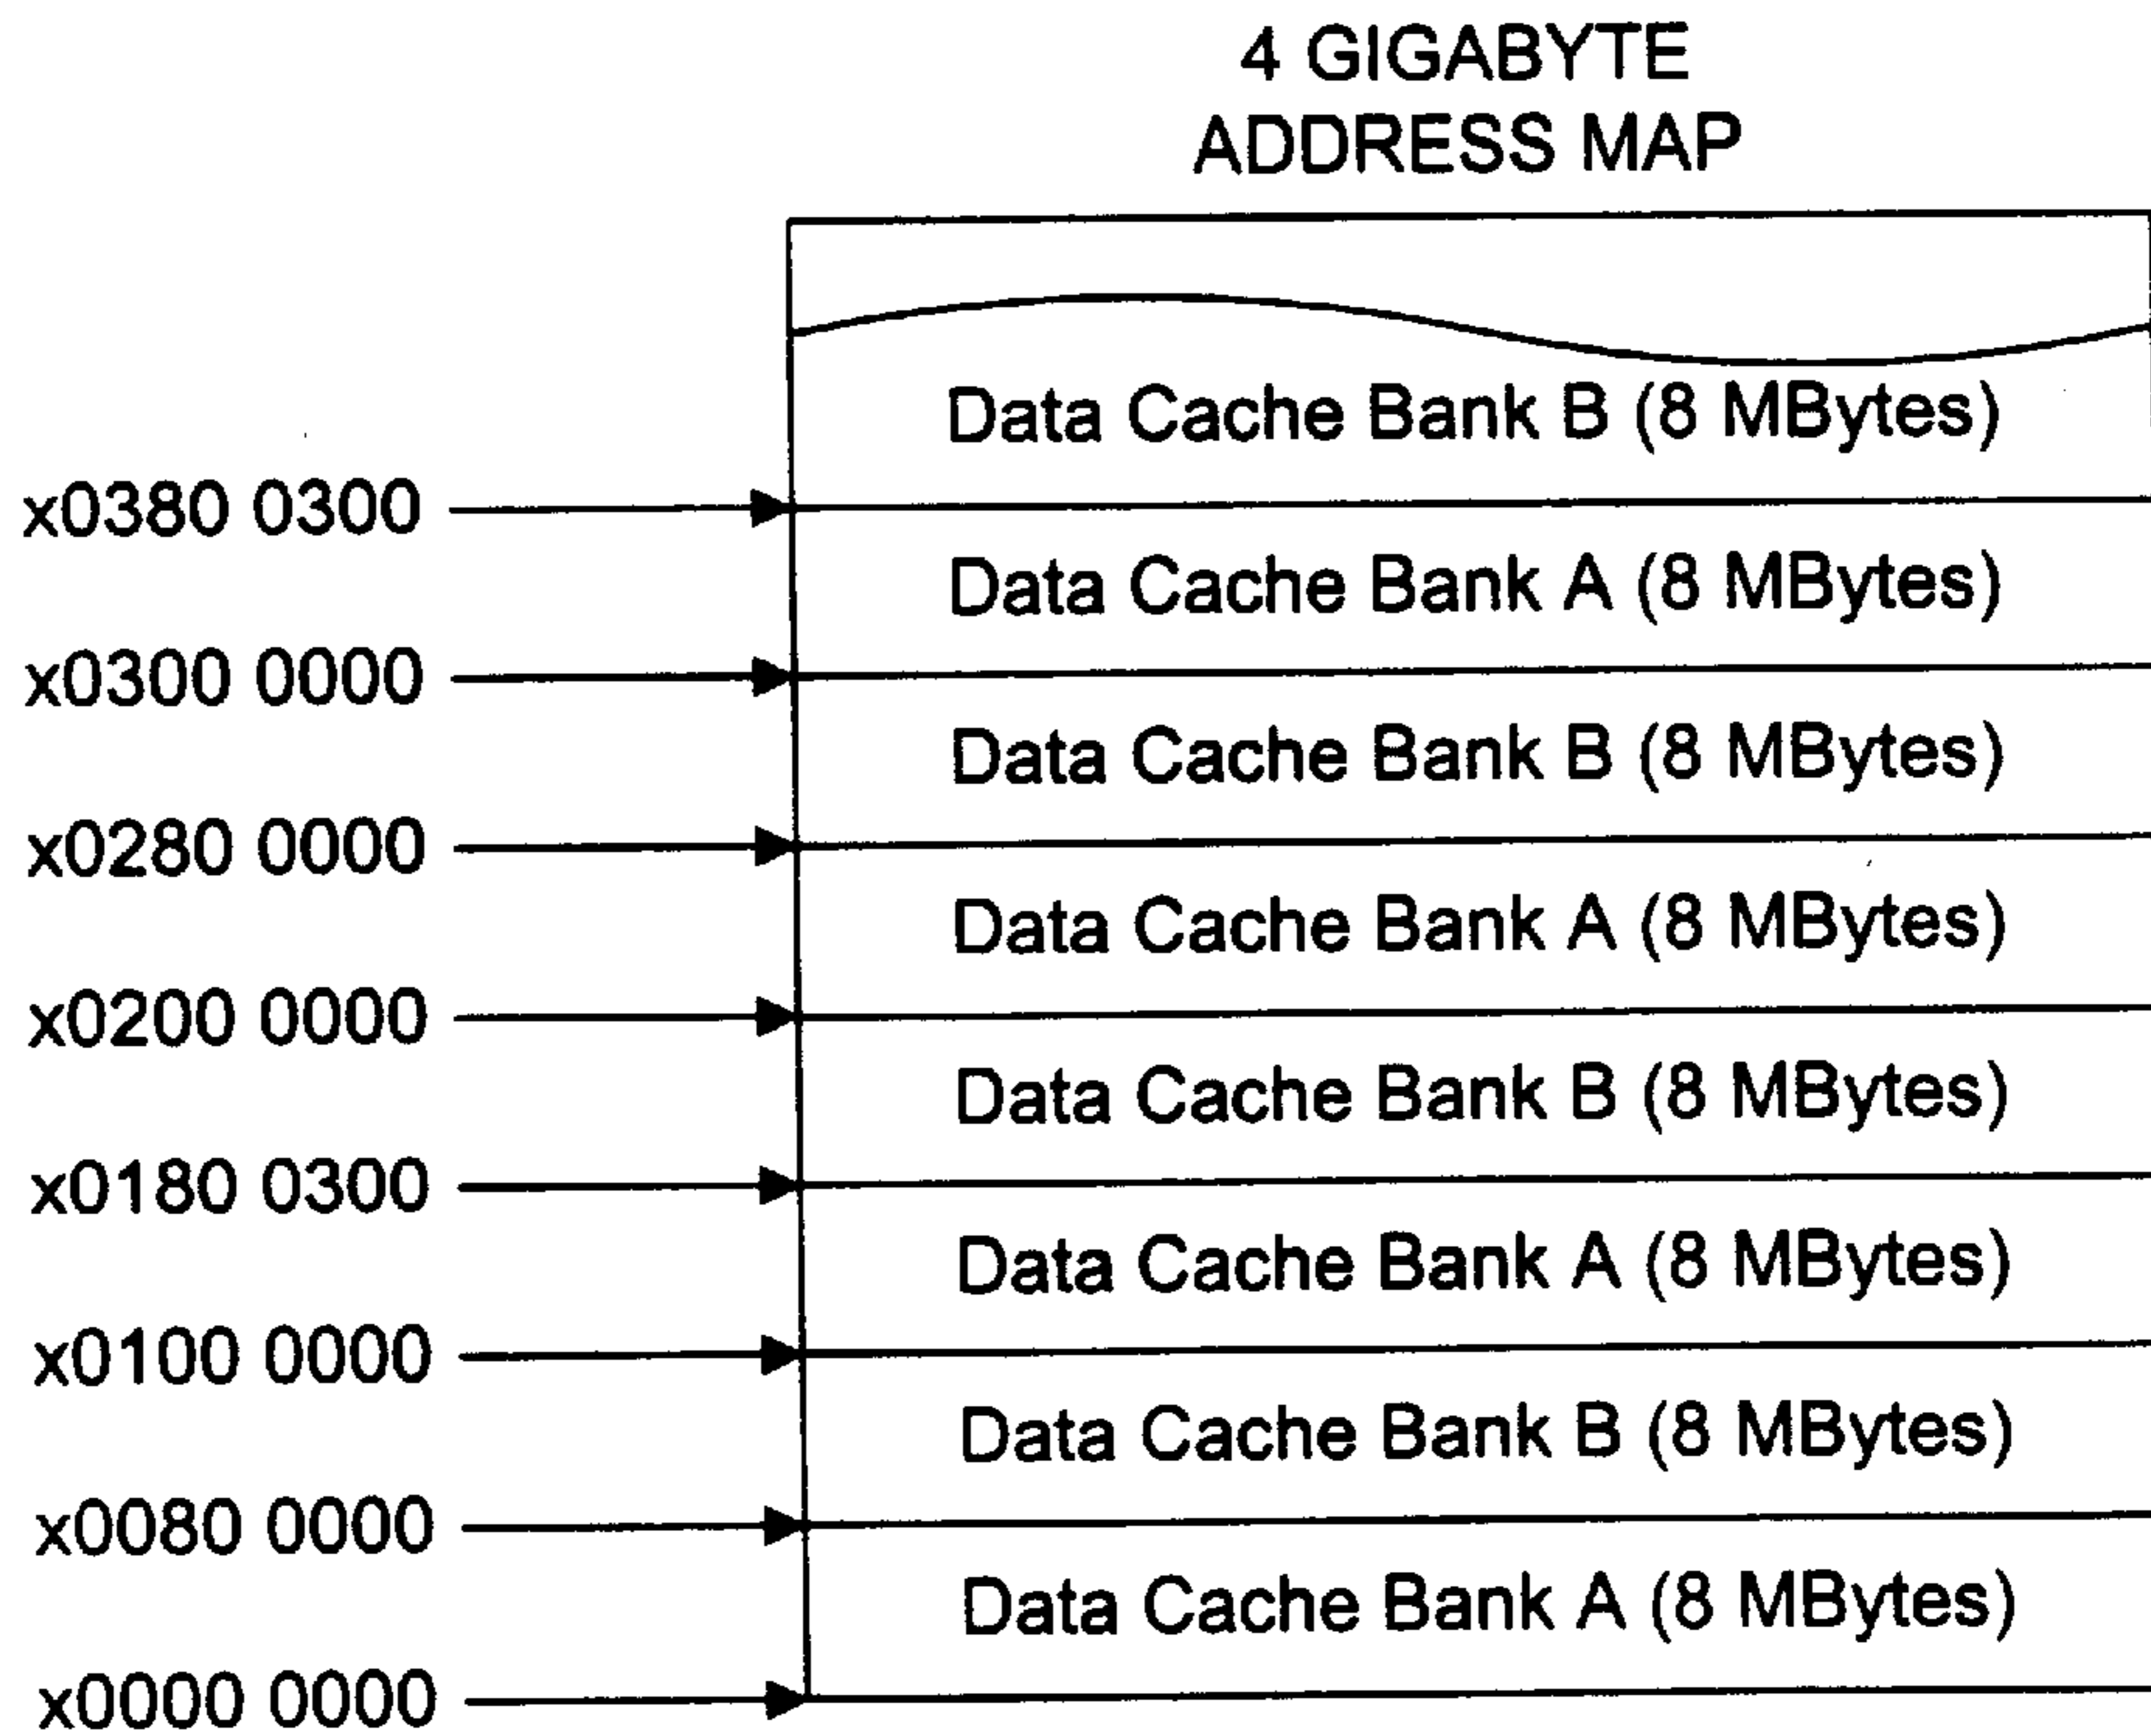 4 GIGABYTE
ADDRESS MAP
Data Cache Bank B (8 MBytes)
x0380 0300
Data Cache Bank A (8 MBytes)
x0300 0000
Data Cache Bank B (8 MBytes)
x0280 0000
Data Cache Bank A (8 MBytes)
x0200 0000
Data Cache Bank B (8 MBytes)
x0180 0300
Data Cache Bank A (8 MBytes)
x0100 0000
Data Cache Bank B (8 MBytes)
x0080 0000
Data Cache Bank A (8 MBytes)
x0000 0000